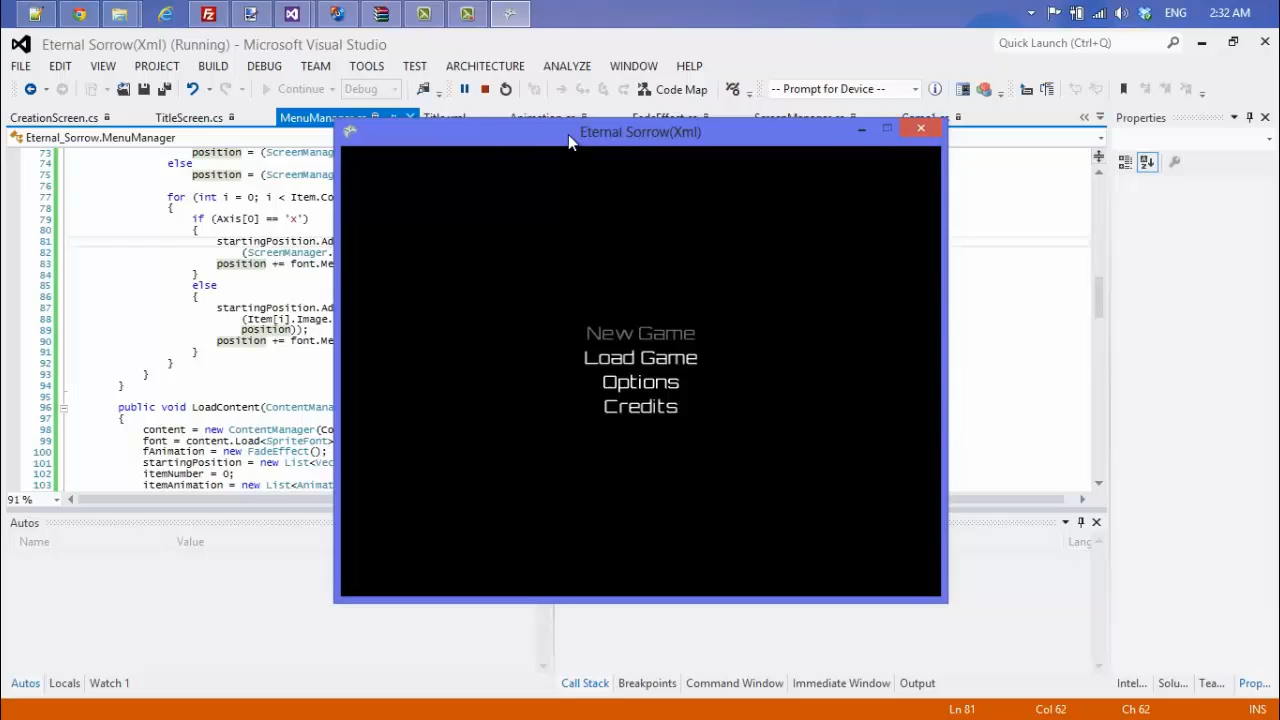 ENG 2:32 AM
Eternal Sorrow(Xml) (Running) - Microsoft Visual Studio
Quick Launch (Ctrl+Q)
FILE EDIT VIEW PROJECT BUILD DEBUG TEAM TOOLS TEST ARCHITECTURE ANALYZE WINDOW HELP
Continue Debug Code Map -- Prompt for Device --
CreationScreen.cs TitleScreen.cs MenuManager.cs
Properties
Eternal_Sorrow.MenuManager
Eternal Sorrow(Xml)
73 position = (ScreenManag
74 else
75 position = (ScreenManag
76
77 for (int i = 0; i < Item.Co
78 {
79 if (Axis[0] == 'x')
80 {
81 startingPosition.Ad
82 (ScreenManager.
83 position += font.Me
84 }
85 else
86 {
87 startingPosition.Ad
88 (Item[i].Image.
89 position));
90 position += font.Me
91 }
92 }
93 }
94 }
95
96 public void LoadContent(ContentMana
97 {
98 content = new ContentManager(Co
99 font = content.Load<SpriteFont>
100 fAnimation = new FadeEffect();
101 startingPosition = new List<Vec
102 itemNumber = 0;
103 itemAnimation = new List<Animat
New Game
Load Game
Options
Credits
91 %
Autos
Name Value Lang
Autos Locals Watch 1
Call Stack Breakpoints Command Window Immediate Window Output
Intel... Solu... Tea... Prop...
Ln 81 Col 62 Ch 62 INS